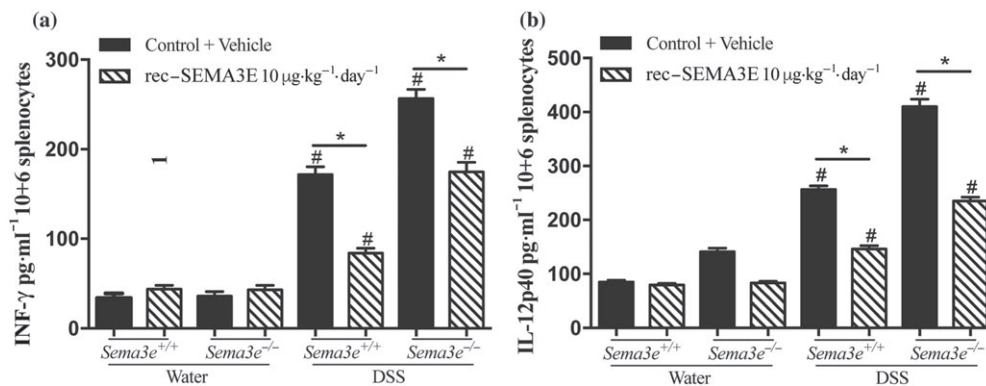 (a)
Control + Vehicle
rec–SEMA3E 10 µg·kg⁻¹·day⁻¹
INF-γ pg·ml⁻¹ 10+6 splenocytes
300
200
100
0
#
*
#
#
*
#
Sema3e⁺/⁺
Sema3e⁻/⁻
Sema3e⁺/⁺
Sema3e⁻/⁻
Water
DSS
(b)
Control + Vehicle
rec–SEMA3E 10 µg·kg⁻¹·day⁻¹
IL-12p40 pg·ml⁻¹ 10+6 splenocytes
500
400
300
200
100
0
#
*
#
#
*
#
Sema3e⁺/⁺
Sema3e⁻/⁻
Sema3e⁺/⁺
Sema3e⁻/⁻
Water
DSS